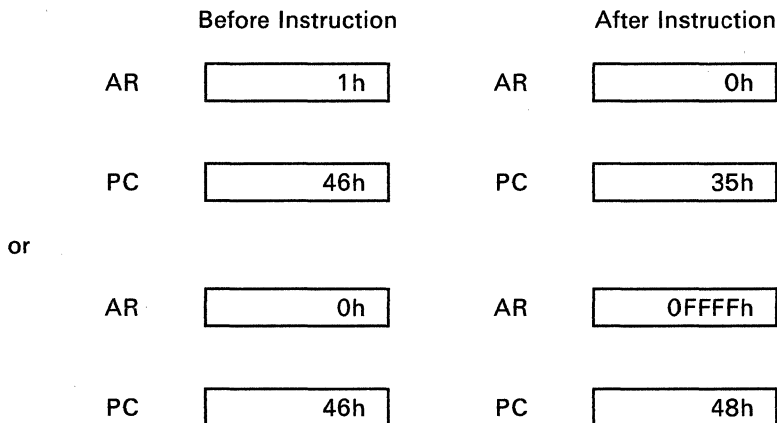 Before Instruction After Instruction
AR 1h AR 0h
PC 46h PC 35h
or
AR 0h AR 0FFFFh
PC 46h PC 48h